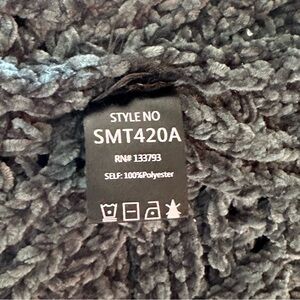 STYLE NO
SMT420A
RN# 133793
SELF: 100%Polyester